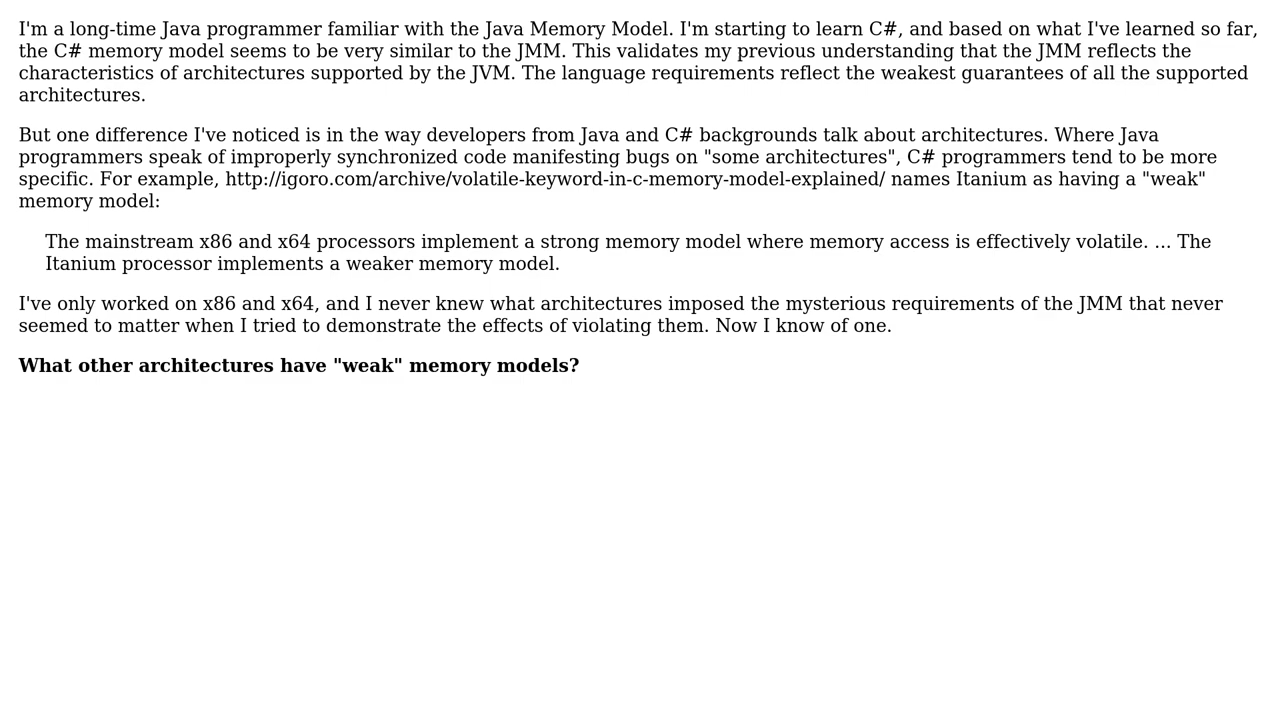 I'm a long-time Java programmer familiar with the Java Memory Model. I'm starting to learn C#, and based on what I've learned so far,
the C# memory model seems to be very similar to the JMM. This validates my previous understanding that the JMM reflects the
characteristics of architectures supported by the JVM. The language requirements reflect the weakest guarantees of all the supported
architectures.
But one difference I've noticed is in the way developers from Java and C# backgrounds talk about architectures. Where Java
programmers speak of improperly synchronized code manifesting bugs on "some architectures", C# programmers tend to be more
specific. For example, http://igoro.com/archive/volatile-keyword-in-c-memory-model-explained/ names Itanium as having a "weak"
memory model:
The mainstream x86 and x64 processors implement a strong memory model where memory access is effectively volatile. ... The
Itanium processor implements a weaker memory model.
I've only worked on x86 and x64, and I never knew what architectures imposed the mysterious requirements of the JMM that never
seemed to matter when I tried to demonstrate the effects of violating them. Now I know of one.
What other architectures have "weak" memory models?